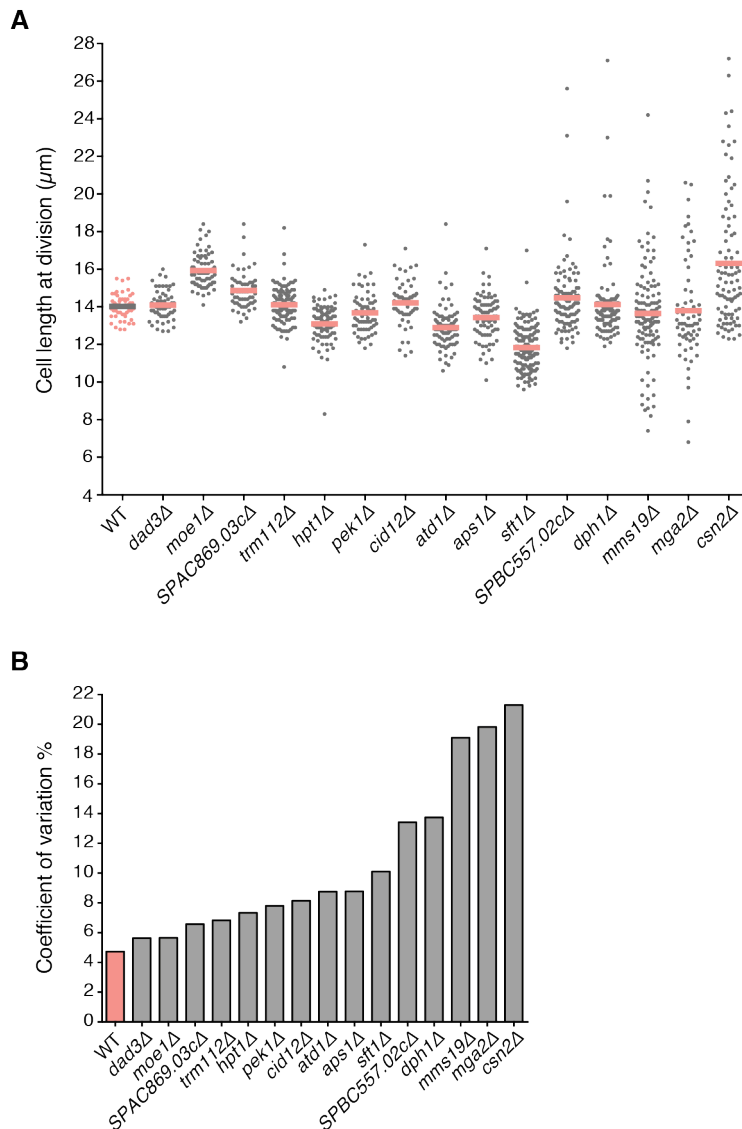 A
Cell length at division (µm)
28
26
24
22
20
18
16
14
12
10
8
6
4
WT
dad3Δ
moe1Δ
SPAC869.03cΔ
trm112Δ
hpt1Δ
pek1Δ
cid12Δ
atd1Δ
aps1Δ
sft1Δ
SPBC557.02cΔ
dph1Δ
mms19Δ
mga2Δ
csn2Δ
B
Coefficient of variation %
22
20
18
16
14
12
10
8
6
4
2
0
WT
dad3Δ
moe1Δ
SPAC869.03cΔ
trm112Δ
hpt1Δ
pek1Δ
cid12Δ
atd1Δ
aps1Δ
sft1Δ
SPBC557.02cΔ
dph1Δ
mms19Δ
mga2Δ
csn2Δ